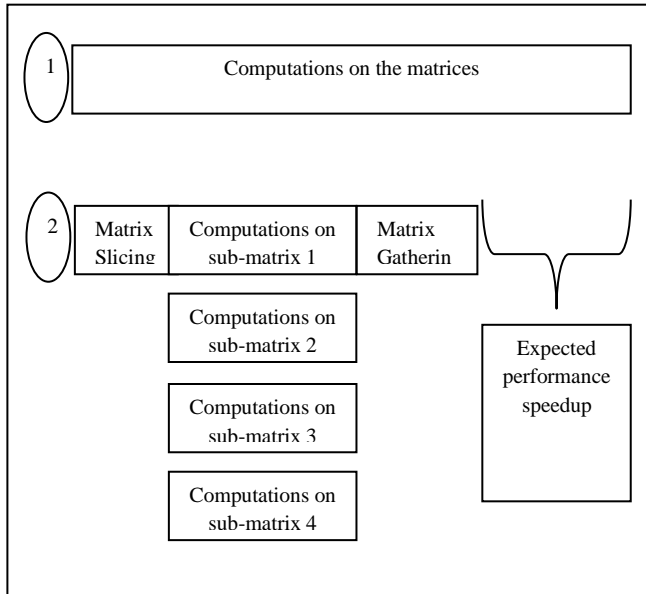 1
Computations on the matrices
2
Matrix
Slicing
Computations on
sub-matrix 1
Matrix
Gatherin
Computations on
sub-matrix 2
Computations on
sub-matrix 3
Computations on
sub-matrix 4
Expected
performance
speedup